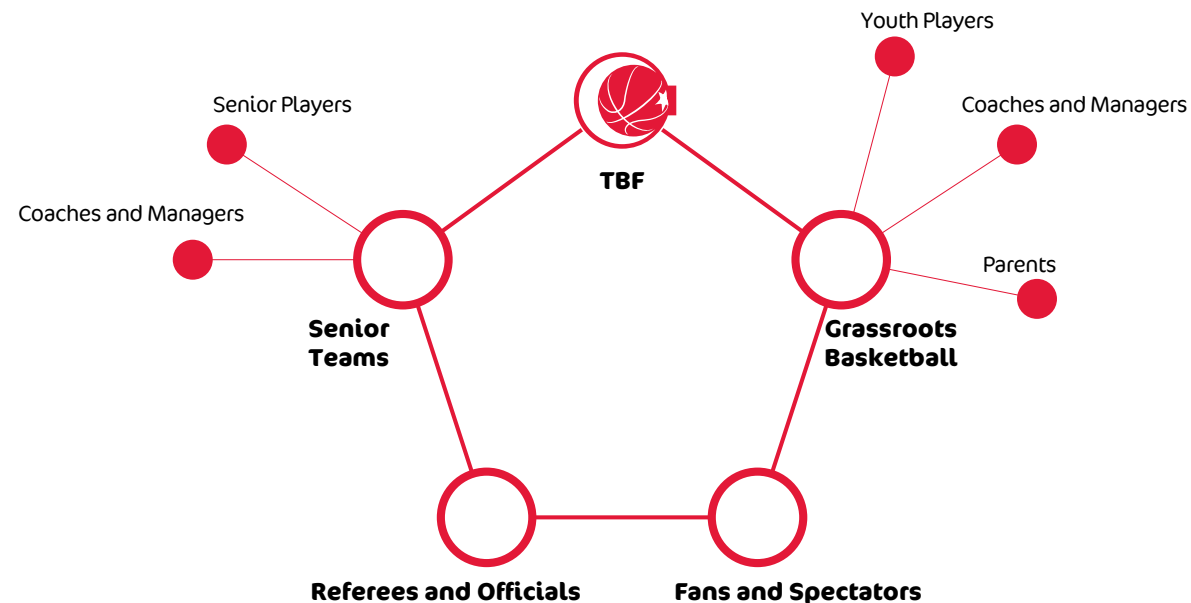 Youth Players
Senior Players
Coaches and Managers
TBF
Coaches and Managers
Parents
Senior
Teams
Grassroots
Basketball
Referees and Officials
Fans and Spectators